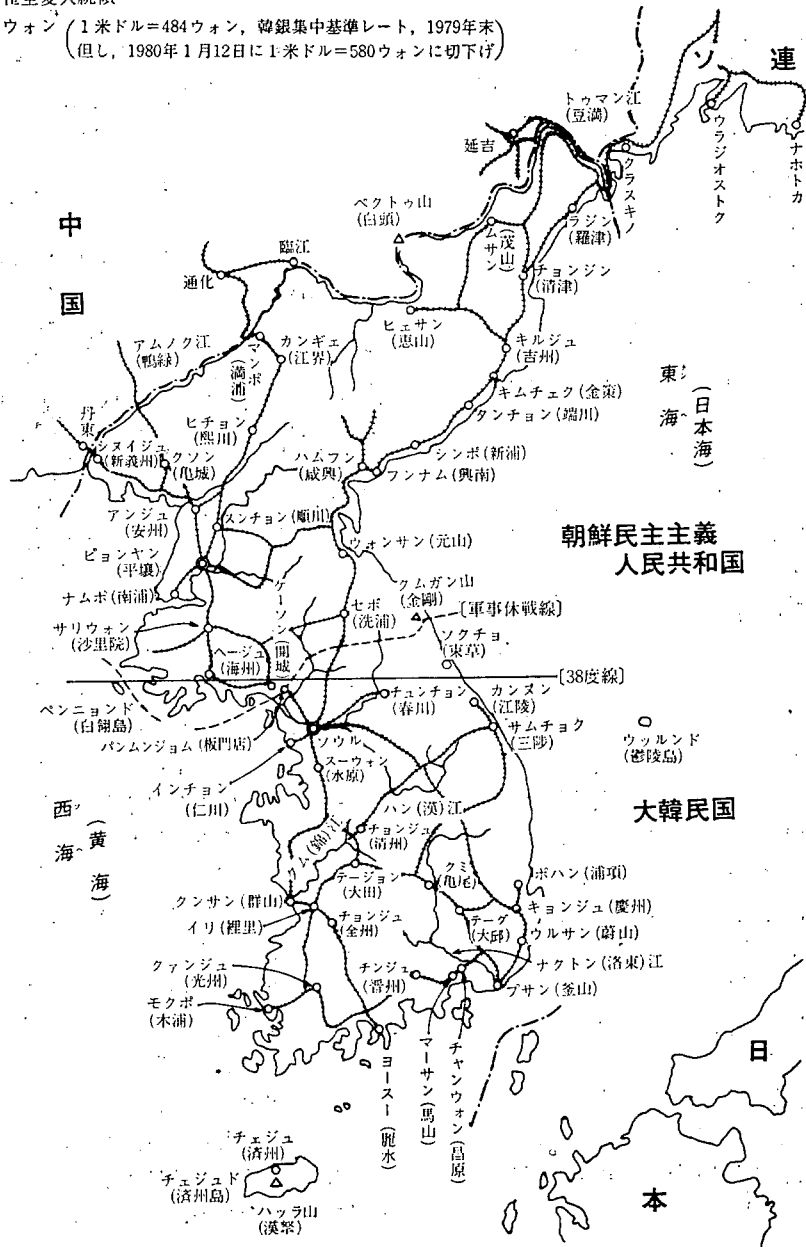 ウォン(1米ドル=484ウォン,韓銀集中基準レート,1979年末
但し,1980年1月12日に1米ドル=580ウォンに切下げ)
ソ連
トゥマン江
(豆満)
延吉
クラスキノ
ウラジオストク
ナホトカ
ペクトゥ山
(白頭)
中国
臨江
通化
ムサン
(茂山)
ラジン
(羅津)
チョンジン
(清津)
ヒェサン
(恵山)
アムノク江
(鴨緑)
マンポ
(満浦)
カンゲェ
(江界)
キルジュ
(吉州)
キムチェク(金策)
タンチョン(端川)
東海
(日本海)
丹東
シヌイジュ
(新義州)
クソン
(亀城)
ヒチョン
(熙川)
ハムフン
(咸興)
シンポ(新浦)
フンナム(興南)
アンジュ
(安州)
スンチョン(順川)
ウォンサン(元山)
朝鮮民主主義
人民共和国
ピョンヤン
(平壌)
ナムポ(南浦)
ケーソン
(開城)
クムガン山
(金剛)
セポ
(洗浦)
〔軍事休戦線〕
サリウォン
(沙里院)
ヘージュ
(海州)
ソクチョ
(束草)
〔38度線〕
ペンニョンド
(白翎島)
チュンチョン
(春川)
カンヌン
(江陵)
パンムンジョム(板門店)
ソウル
サムチョク
(三陟)
ウッルンド
(鬱陵島)
スーウォン
(水原)
インチョン
(仁川)
ハン(漢)江
西海
(黄海)
大韓民国
クム(錦)江
チョンジュ
(清州)
テージョン
(大田)
クミ
(亀尾)
ポハン(浦項)
クンサン(群山)
イリ(裡里)
チョンジュ
(全州)
テーグ
(大邱)
キョンジュ(慶州)
ウルサン(蔚山)
クァンジュ
(光州)
チンジュ
(晋州)
ナクトン(洛東)江
プサン(釜山)
モクポ
(木浦)
ヨースー(麗水)
マーサン(馬山)
チャンウォン(昌原)
日本
チェジュ
(済州)
チェジュド
(済州島)
ハッラ山
(漢拏)